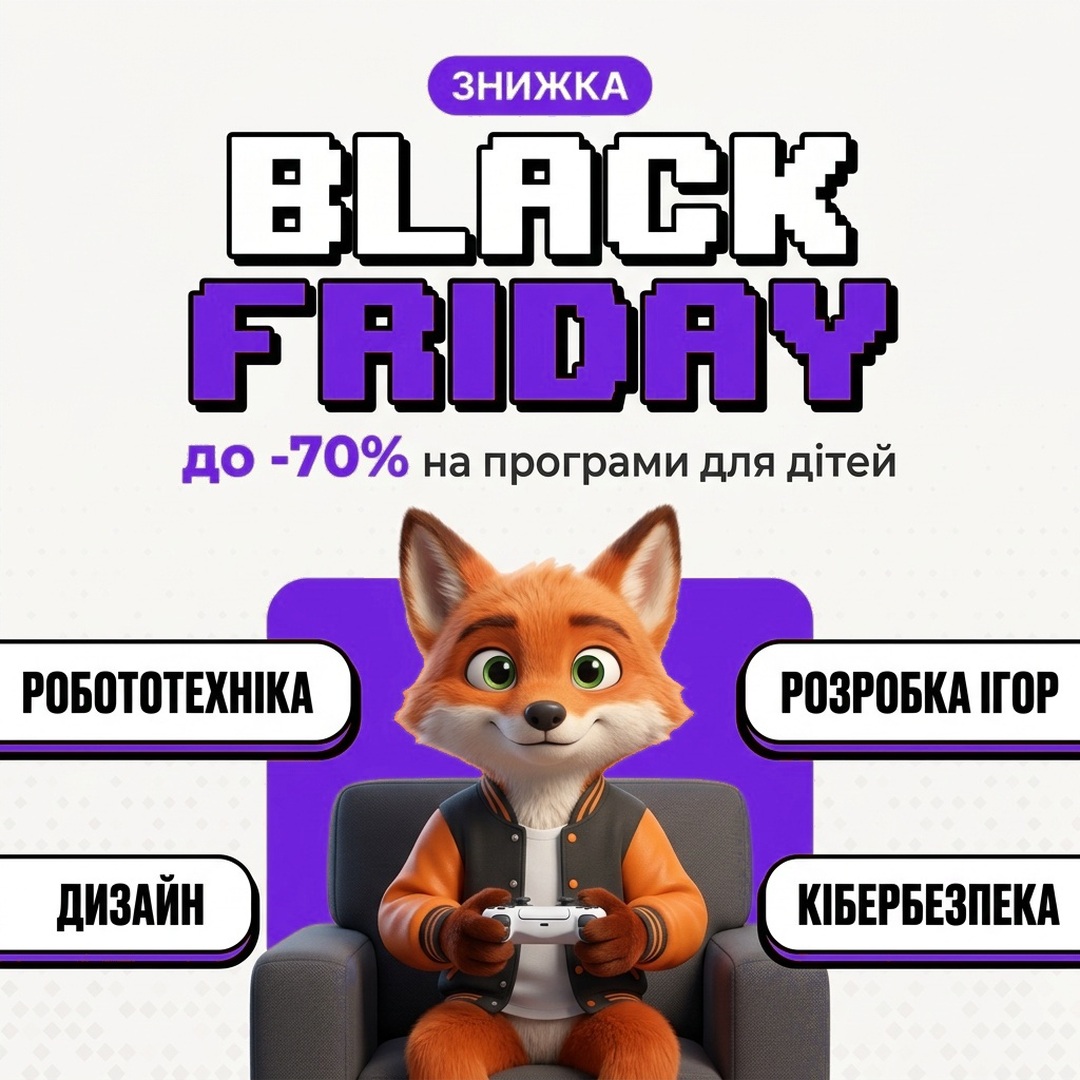 ЗНИЖКА
BLACK
FRIDAY
до -70% на програми для дітей
РОБОТОТЕХНІКА
РОЗРОБКА ІГОР
ДИЗАЙН
КІБЕРБЕЗПЕКА